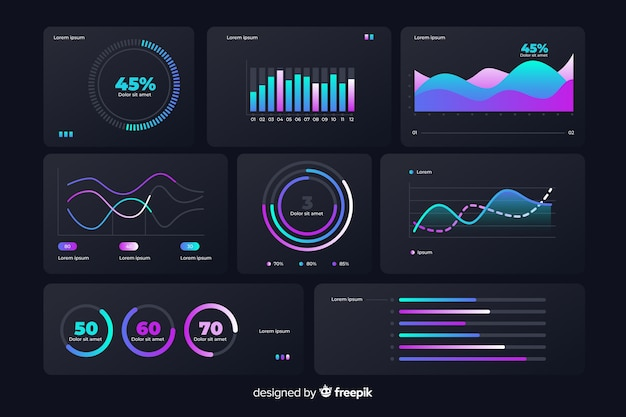 Lorem ipsum
45%
Dolor sit amet
Lorem ipsum
01 02 03 04 05 06 07 08 09 10 11 12
Lorem ipsum
45%
Dolor sit amet
01 02
80 80 30
Lorem ipsum Lorem ipsum Lorem ipsum
3
Dolor sit amet
70% 80% 85%
Lorem
Ipsum
50
Dolor sit amet
60
Dolor sit amet
70
Dolor sit amet
Lorem ipsum
Lorem ipsum
designed by freepik